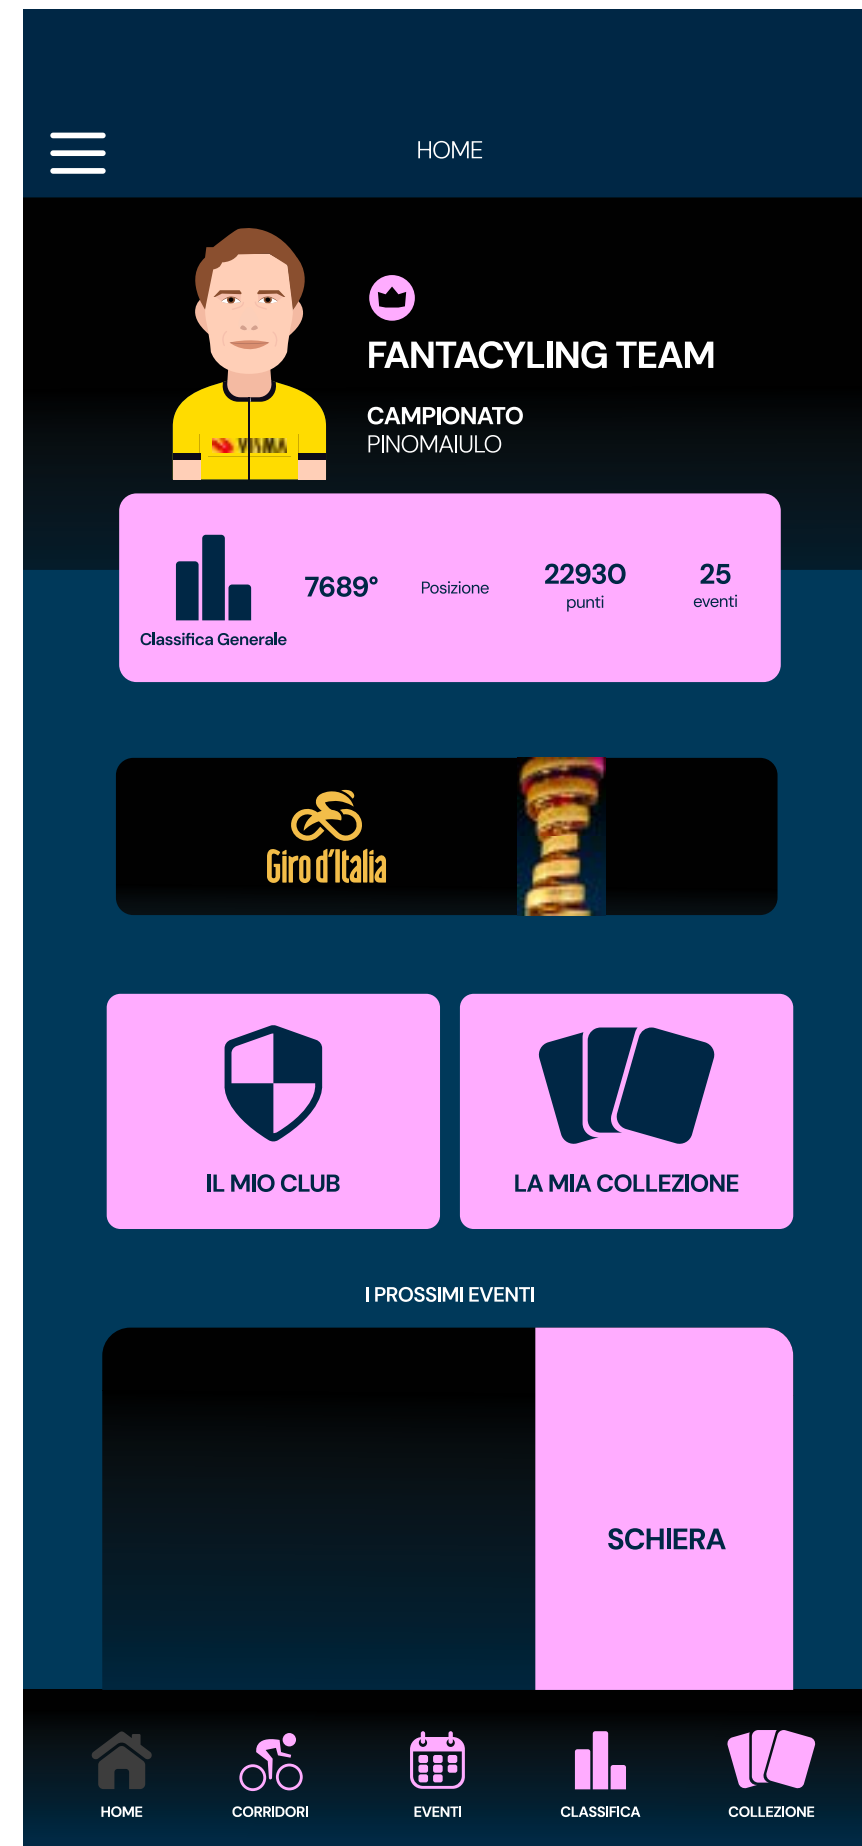 HOME
FANTACYLING TEAM
CAMPIONATO
PINOMAIULO
VISMA
7689°
Posizione
22930
punti
25
eventi
Classifica Generale
Giro d'Italia
IL MIO CLUB
LA MIA COLLEZIONE
I PROSSIMI EVENTI
SCHIERA
HOME
CORRIDORI
EVENTI
CLASSIFICA
COLLEZIONE